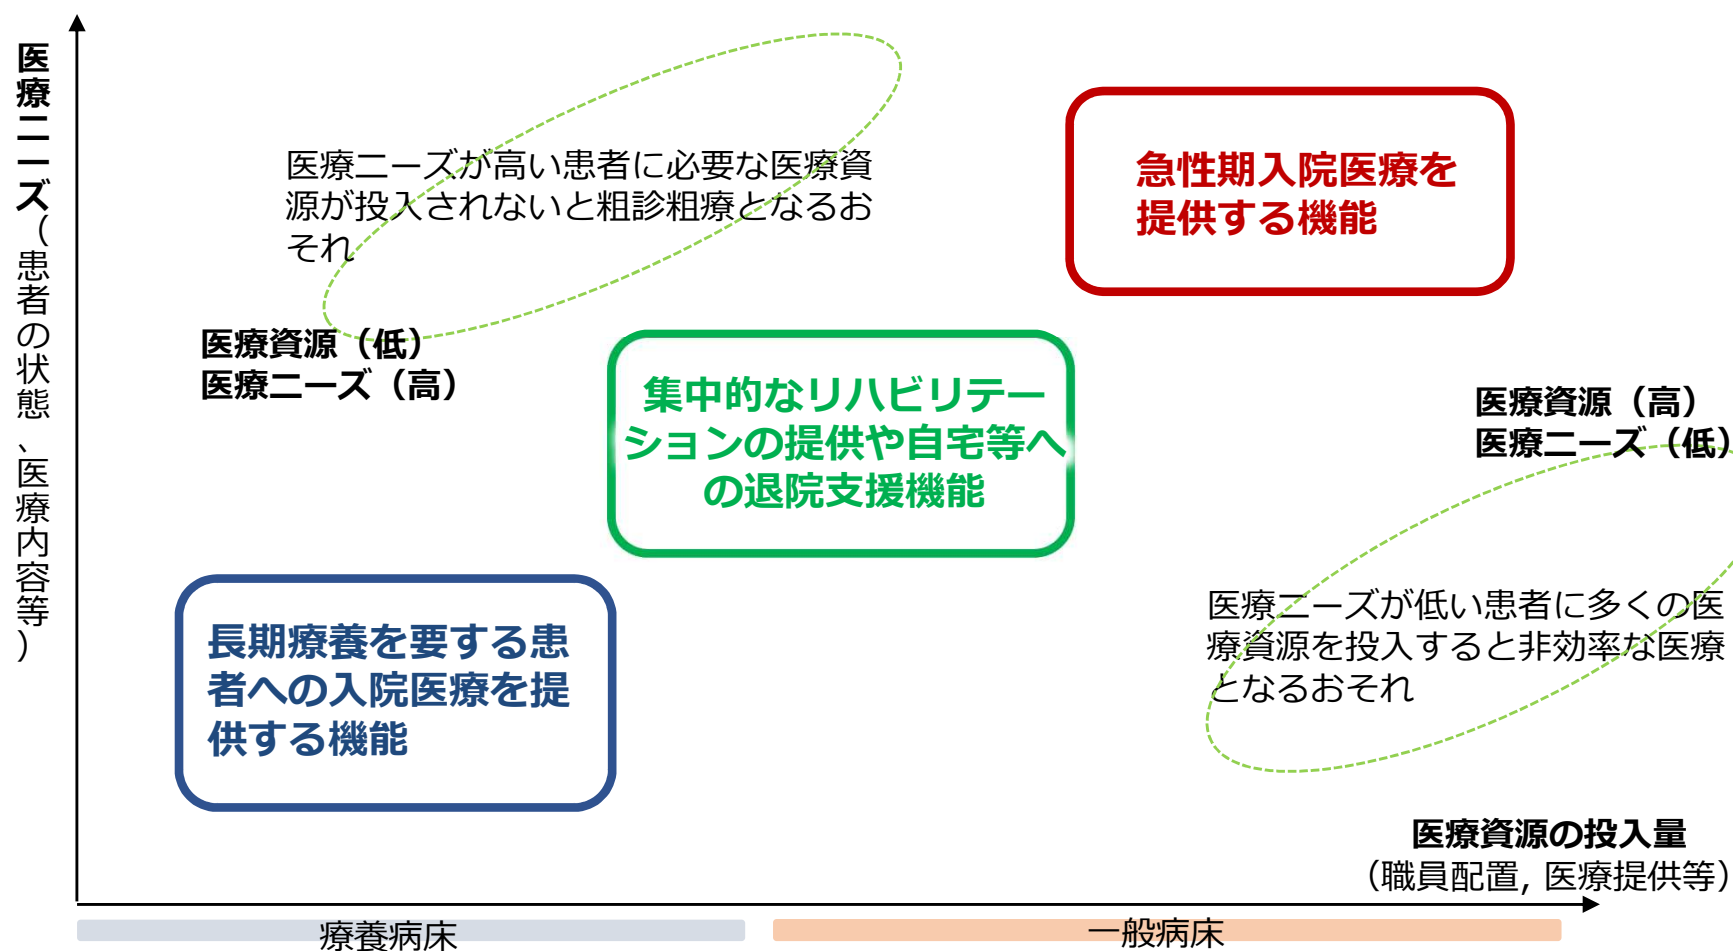 医療ニーズ（患者の状態、医療内容等）
医療ニーズが高い患者に必要な医療資
源が投入されないと粗診粗療となるお
それ
急性期入院医療を
提供する機能
医療資源（低）
医療ニーズ（高）
集中的なリハビリテー
ションの提供や自宅等へ
の退院支援機能
医療資源（高）
医療ニーズ（低）
長期療養を要する患
者への入院医療を提
供する機能
医療ニーズが低い患者に多くの医
療資源を投入すると非効率な医療
となるおそれ
医療資源の投入量
（職員配置, 医療提供等）
療養病床
一般病床